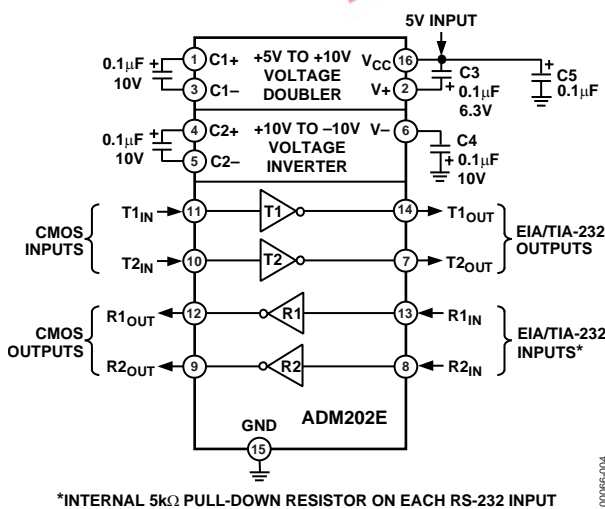 5V INPUT
0.1μF
10V
+
1
C1+
3
C1–
+5V TO +10V
VOLTAGE
DOUBLER
VCC
16
V+
2
+
C3
0.1μF
6.3V
+
C5
0.1μF
0.1μF
10V
+
4
C2+
5
C2–
+10V TO –10V
VOLTAGE
INVERTER
V–
6
C4
+
0.1μF
10V
CMOS
INPUTS
T1IN
11
T1
14
T1OUT
EIA/TIA-232
OUTPUTS
T2IN
10
T2
7
T2OUT
CMOS
OUTPUTS
R1OUT
12
R1
13
R1IN
EIA/TIA-232
INPUTS*
R2OUT
9
R2
8
R2IN
GND
ADM202E
15
*INTERNAL 5kΩ PULL-DOWN RESISTOR ON EACH RS-232 INPUT
00066-004